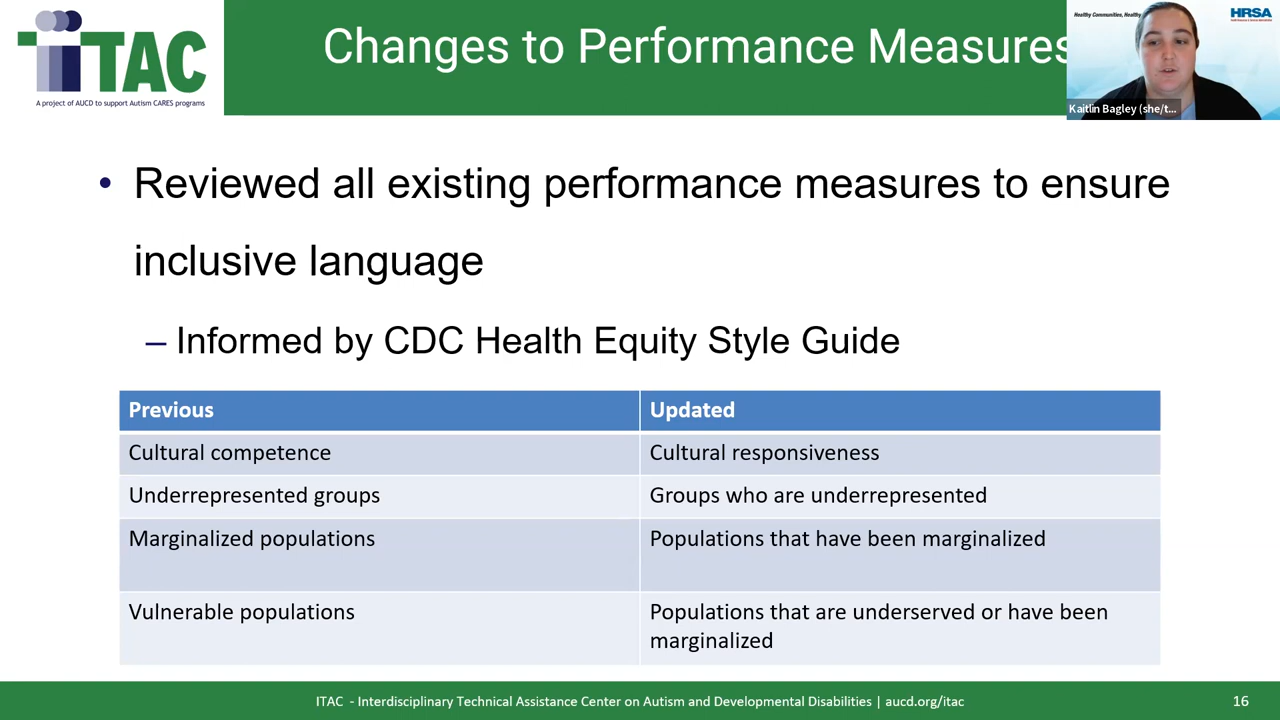 iTAC
A project of AUCD to support Autism CARES programs
Changes to Performance Measures
Healthy Communities, Healthy
HRSA
Kaitlin Bagley (she/t...
• Reviewed all existing performance measures to ensure
inclusive language
– Informed by CDC Health Equity Style Guide
Previous
Updated
Cultural competence
Cultural responsiveness
Underrepresented groups
Groups who are underrepresented
Marginalized populations
Populations that have been marginalized
Vulnerable populations
Populations that are underserved or have been
marginalized
ITAC - Interdisciplinary Technical Assistance Center on Autism and Developmental Disabilities | aucd.org/itac
16